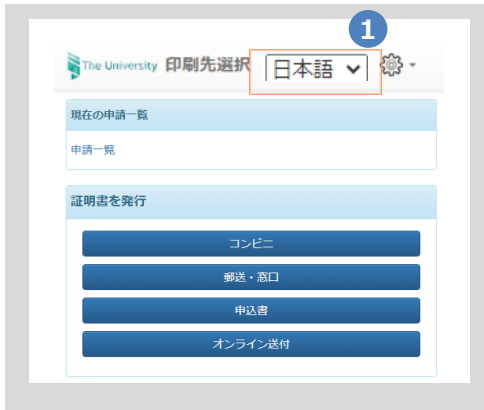 1
The University 印刷先選択 日本語
現在の申請一覧
申請一覧
証明書を発行
コンビニ
郵送・窓口
申込書
オンライン送付